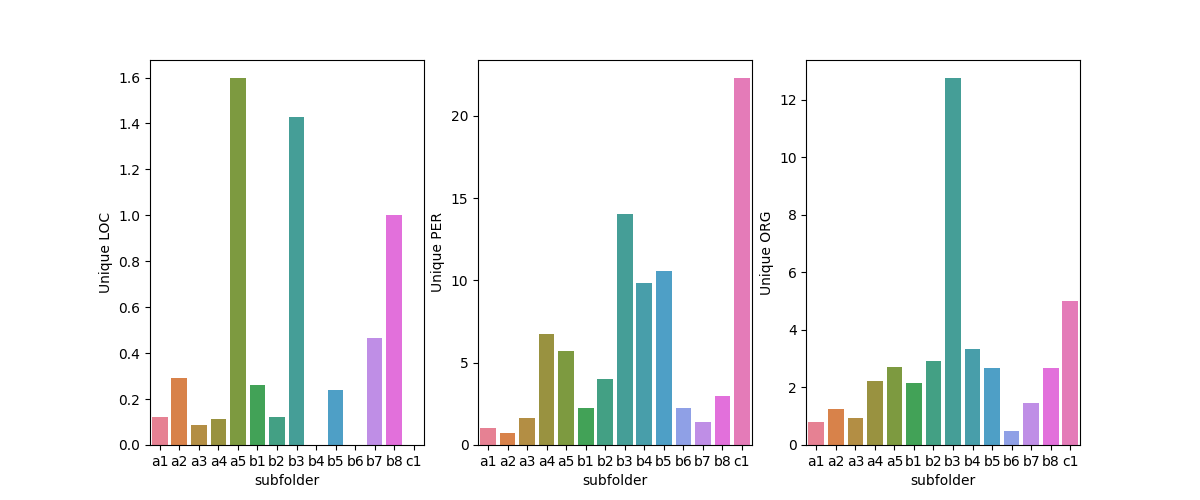 1.6
1.4
1.2
1.0
0.8
0.6
0.4
0.2
0.0
Unique LOC
a1 a2 a3 a4 a5 b1 b2 b3 b4 b5 b6 b7 b8 c1
subfolder
20
15
10
5
0
Unique PER
a1 a2 a3 a4 a5 b1 b2 b3 b4 b5 b6 b7 b8 c1
subfolder
12
10
8
6
4
2
0
Unique ORG
a1 a2 a3 a4 a5 b1 b2 b3 b4 b5 b6 b7 b8 c1
subfolder